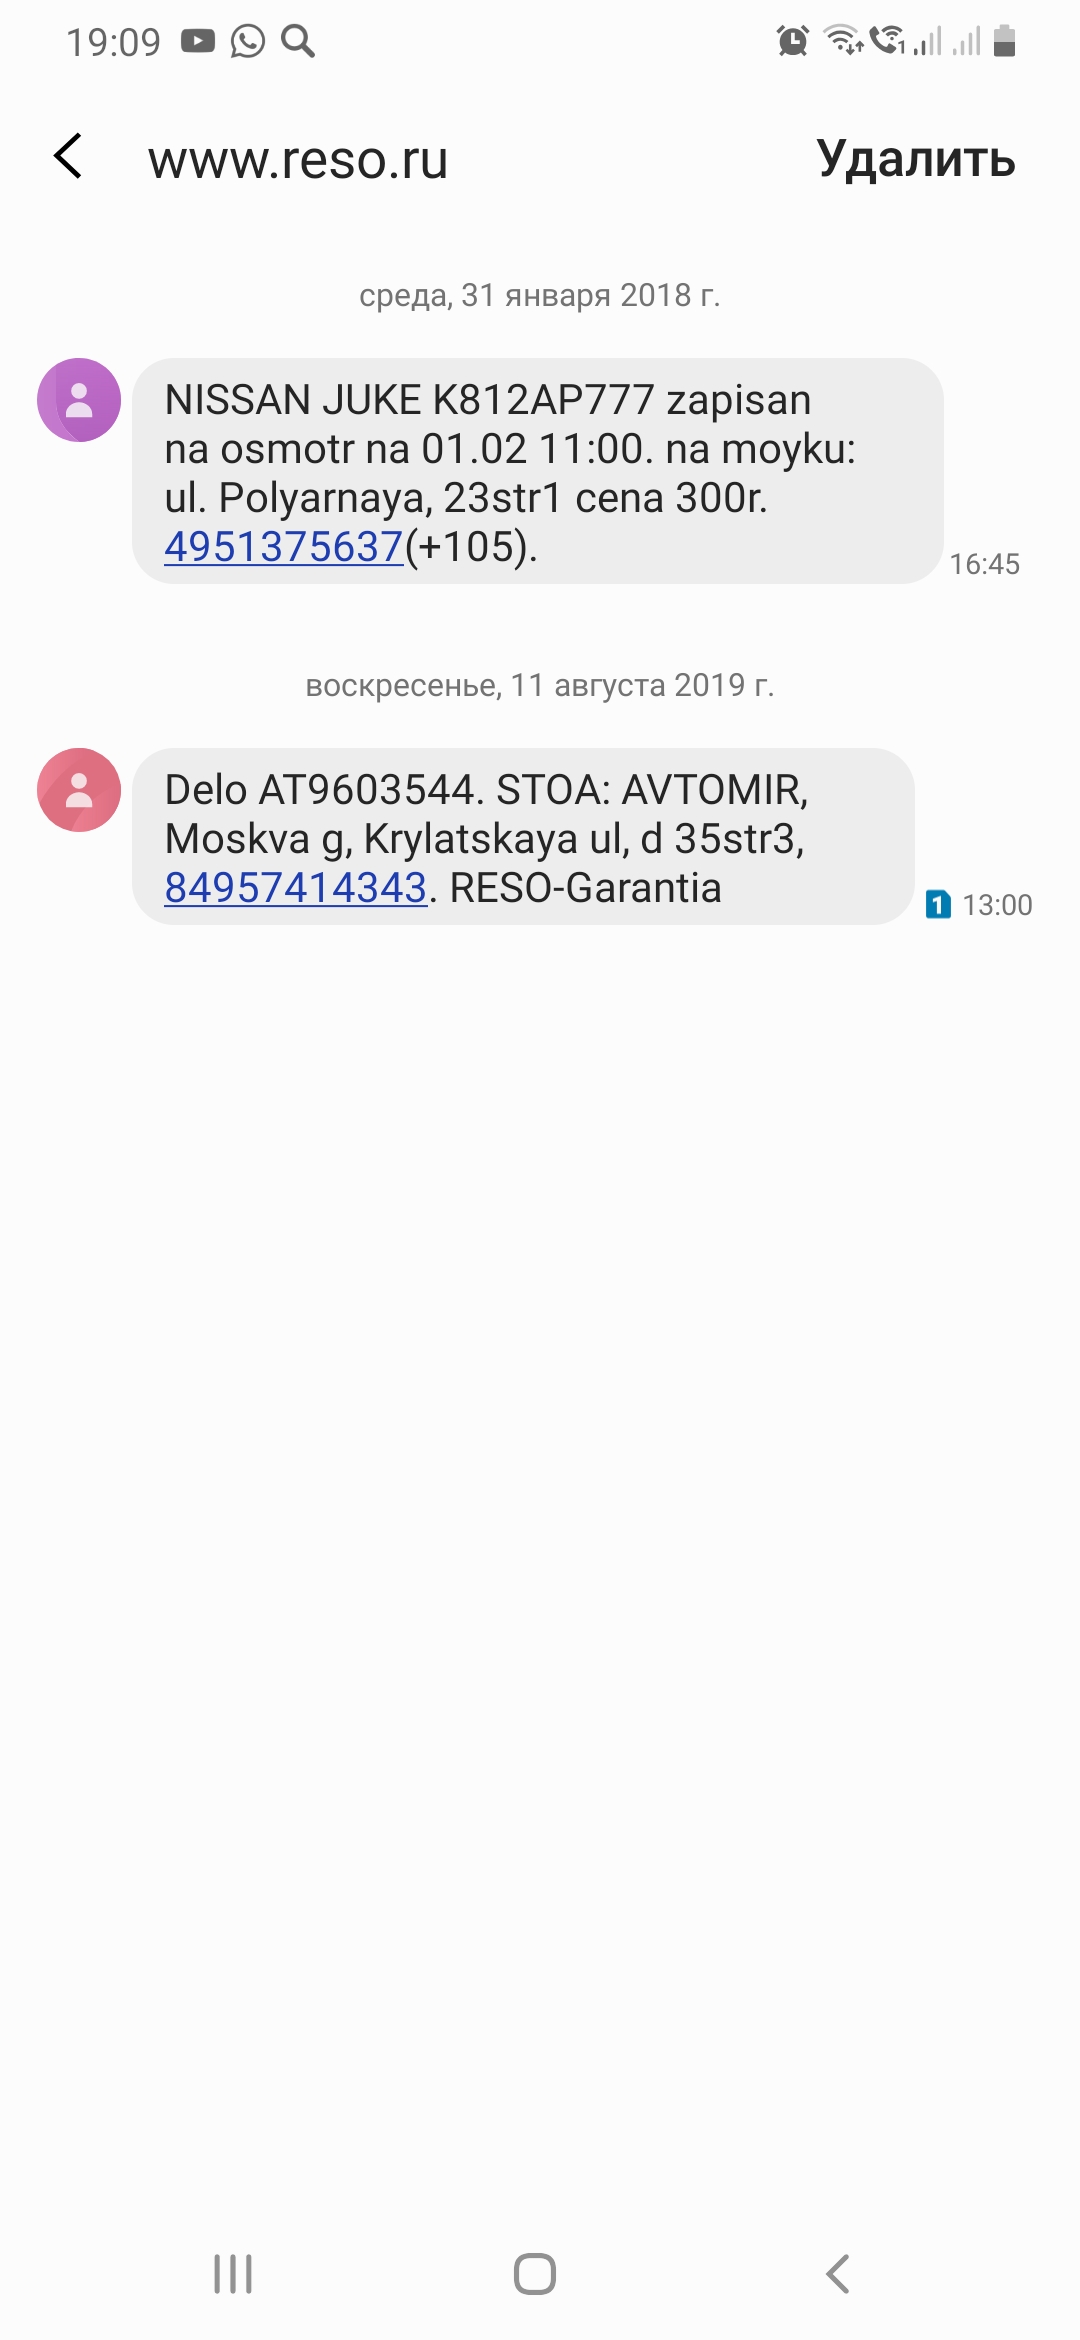 19:09
1
www.reso.ru
Удалить
среда, 31 января 2018 г.
NISSAN JUKE K812AP777 zapisan
na osmotr na 01.02 11:00. na moyku:
ul. Polyarnaya, 23str1 cena 300r.
4951375637(+105).
16:45
воскресенье, 11 августа 2019 г.
Delo AT9603544. STOA: AVTOMIR,
Moskva g, Krylatskaya ul, d 35str3,
84957414343. RESO-Garantia
1 13:00